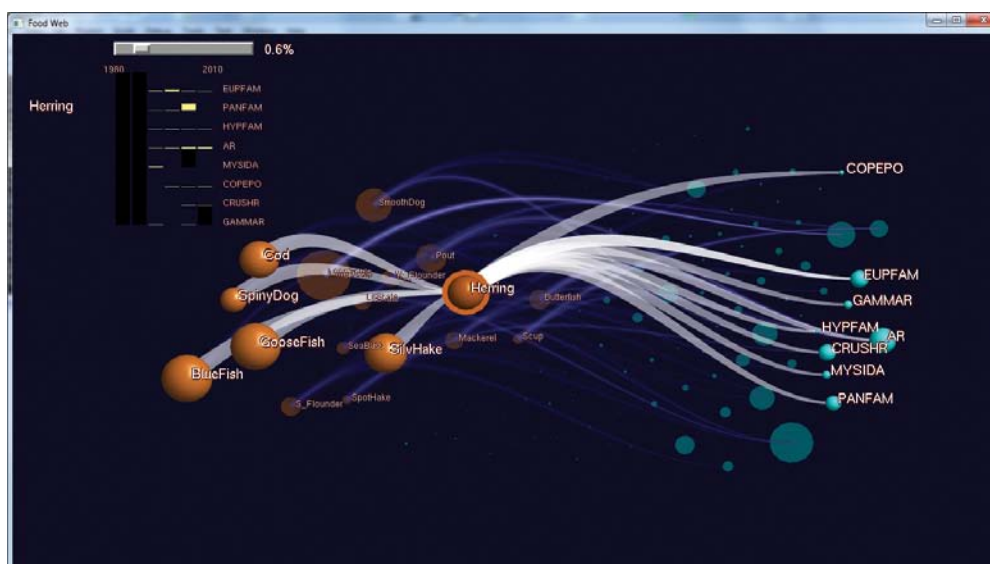 Food Web
0.6%
1980 2010
Herring
EUPFAM
PANFAM
HYPFAM
AR
MYSIDA
COPEPO
CRUSHR
GAMMAR
COPEPO
SmoothDog
Cod
Pout
Flounder
SpinyDog
Herring
Butterfish
EUPFAM
GAMMAR
HYPFAM
AR
GooseFish
SilvHake
Mackerel
Scup
CRUSHR
BlueFish
MYSIDA
S_Flounder
SpotHake
PANFAM